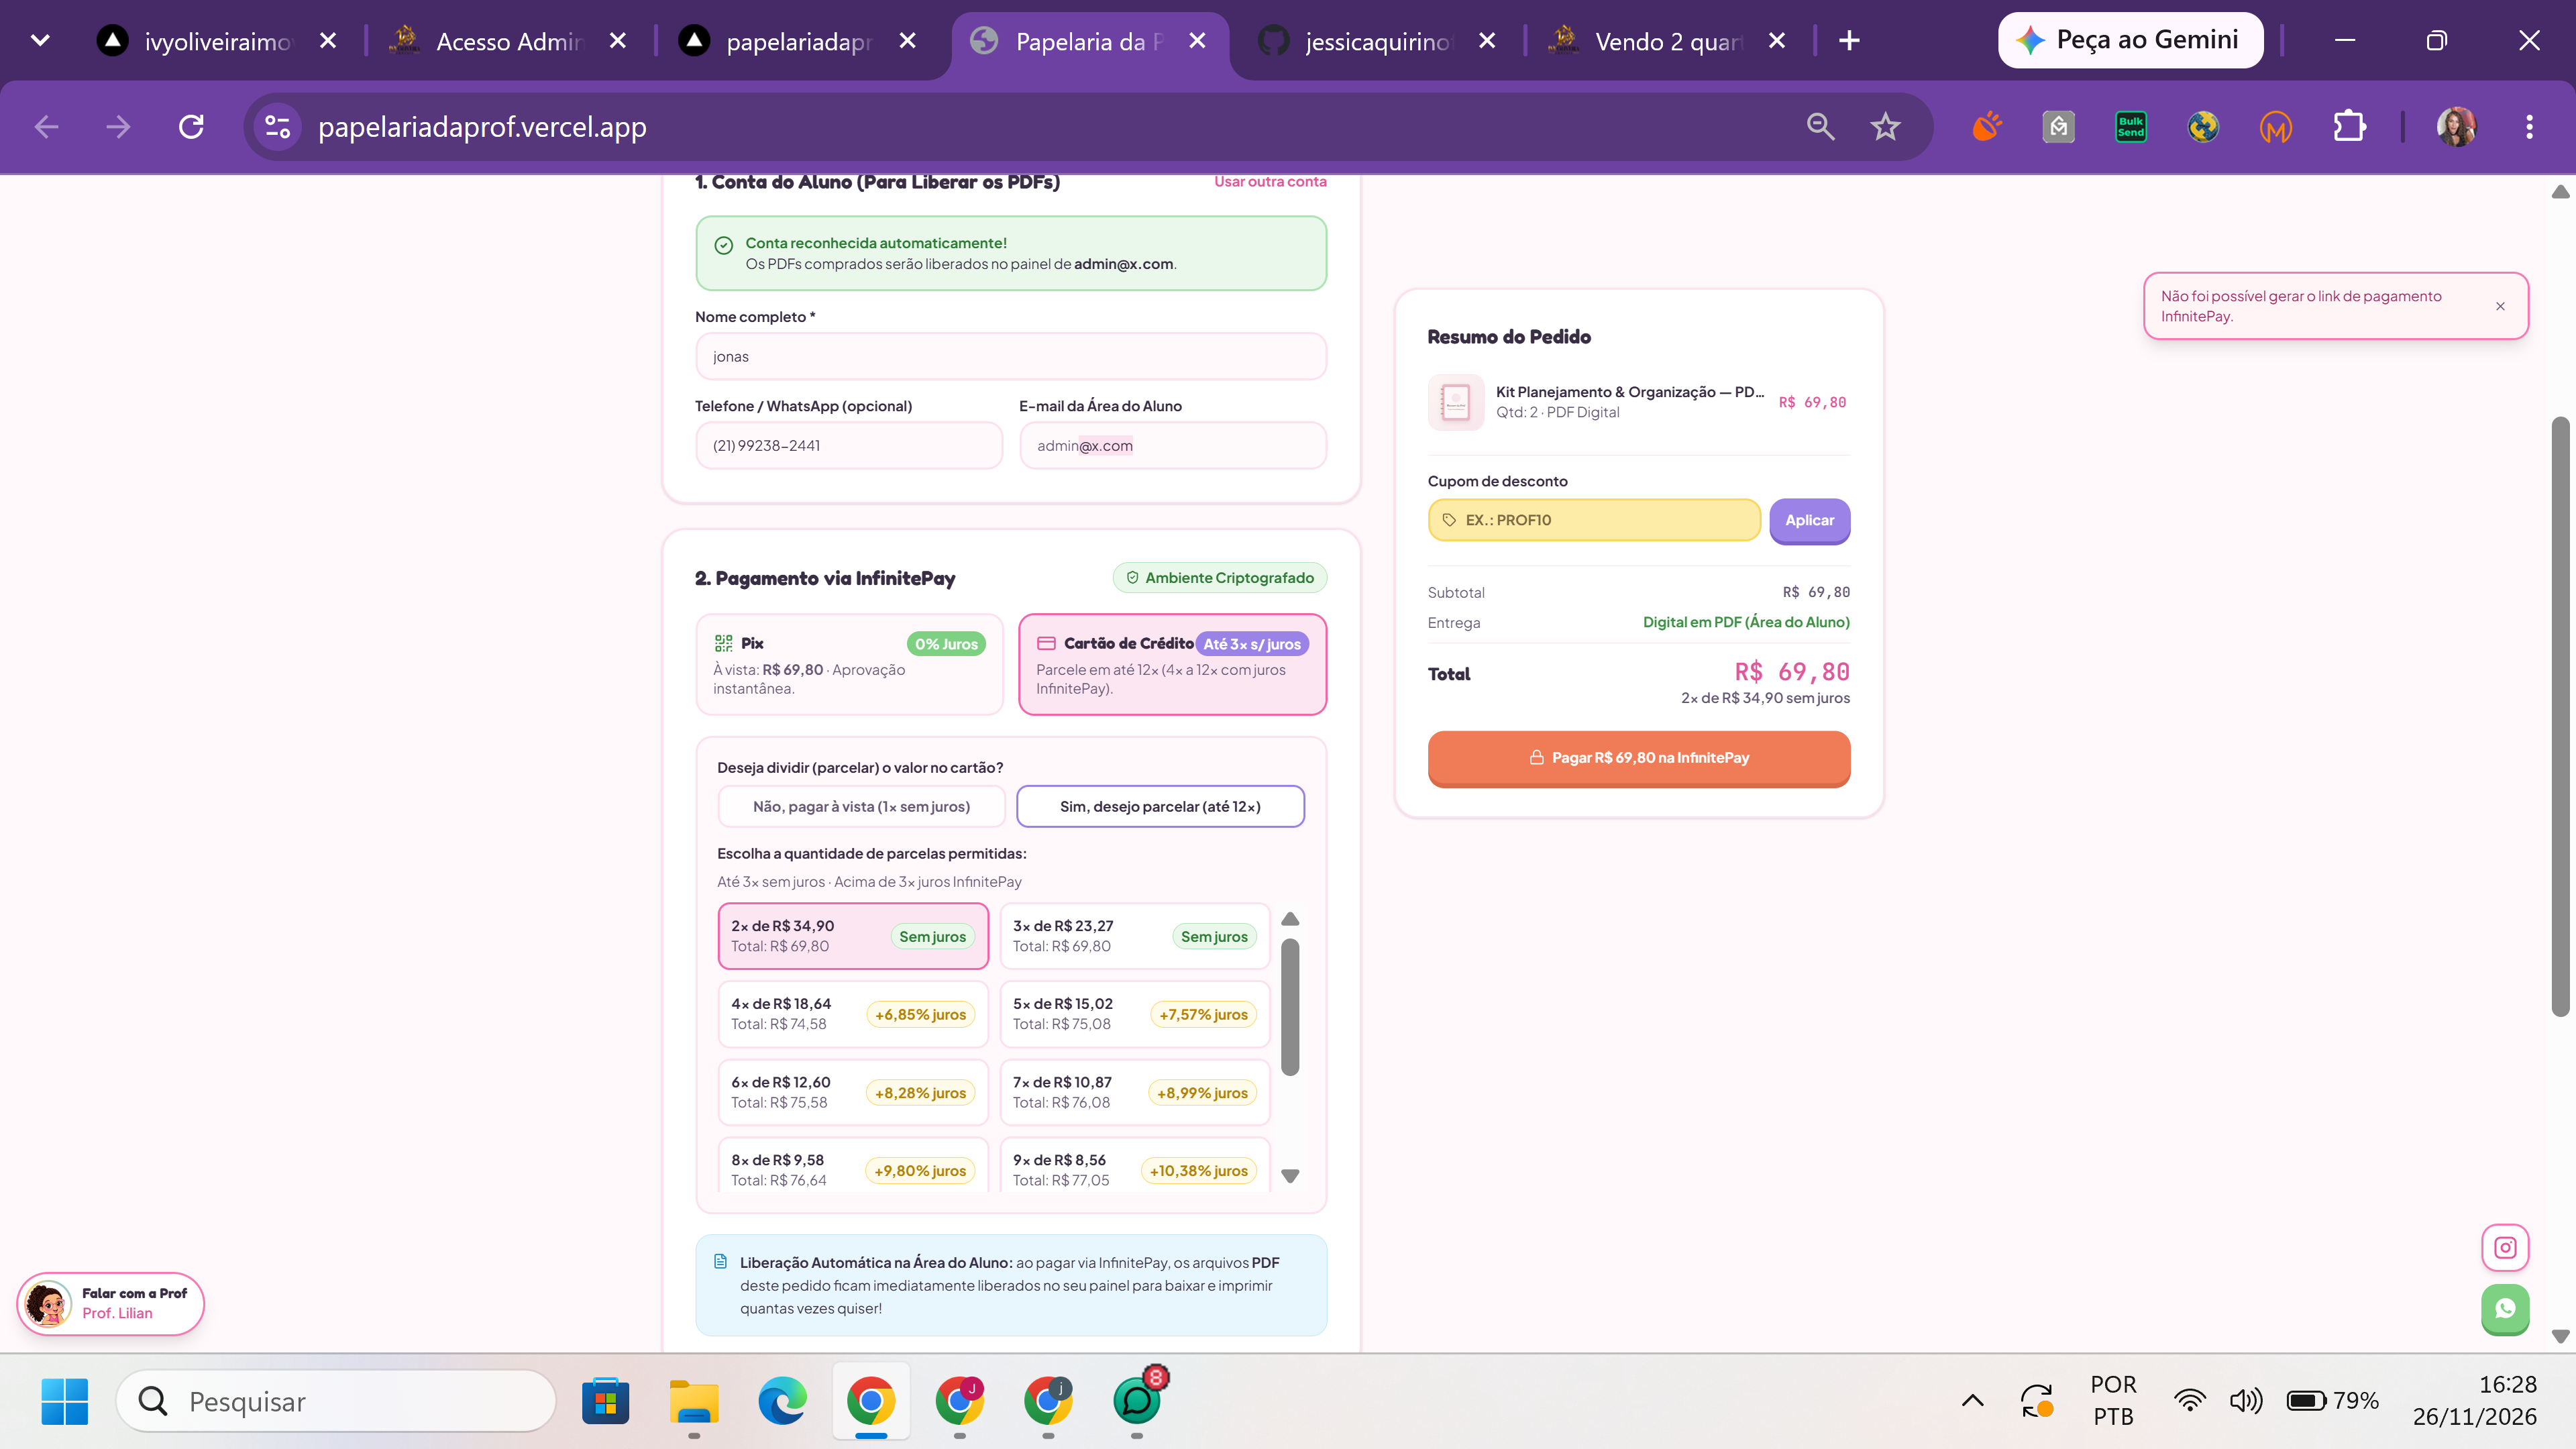 ivyoliveiraimo
Acesso Admin
papelariadapr
Papelaria da P
jessicaquirino
Vendo 2 quar
Peça ao Gemini
papelariadaprof.vercel.app
Bulk
Send
1. Conta do Aluno (Para Liberar os PDFs)
Usar outra conta
Conta reconhecida automaticamente!
Os PDFs comprados serão liberados no painel de admin@x.com.
Nome completo *
jonas
Telefone / WhatsApp (opcional)
E-mail da Área do Aluno
(21) 99238-2441
admin@x.com
2. Pagamento via InfinitePay
Ambiente Criptografado
Pix
0% Juros
À vista: R$ 69,80 · Aprovação
instantânea.
Cartão de Crédito
Até 3x s/ juros
Parcele em até 12x (4x a 12x com juros
InfinitePay).
Deseja dividir (parcelar) o valor no cartão?
Não, pagar à vista (1x sem juros)
Sim, desejo parcelar (até 12x)
Escolha a quantidade de parcelas permitidas:
Até 3x sem juros · Acima de 3x juros InfinitePay
2x de R$ 34,90
Total: R$ 69,80
Sem juros
3x de R$ 23,27
Total: R$ 69,80
Sem juros
4x de R$ 18,64
Total: R$ 74,58
+6,85% juros
5x de R$ 15,02
Total: R$ 75,08
+7,57% juros
6x de R$ 12,60
Total: R$ 75,58
+8,28% juros
7x de R$ 10,87
Total: R$ 76,08
+8,99% juros
8x de R$ 9,58
Total: R$ 76,64
+9,80% juros
9x de R$ 8,56
Total: R$ 77,05
+10,38% juros
Liberação Automática na Área do Aluno: ao pagar via InfinitePay, os arquivos PDF
deste pedido ficam imediatamente liberados no seu painel para baixar e imprimir
quantas vezes quiser!
Resumo do Pedido
Kit Planejamento & Organização — PD...
Qtd: 2 · PDF Digital
R$ 69,80
Cupom de desconto
EX.: PROF10
Aplicar
Subtotal
R$ 69,80
Entrega
Digital em PDF (Área do Aluno)
Total
R$ 69,80
2x de R$ 34,90 sem juros
Pagar R$ 69,80 na InfinitePay
Não foi possível gerar o link de pagamento
InfinitePay.
Falar com a Prof
Prof. Lilian
Pesquisar
J
j
8
POR
PTB
79%
16:28
26/11/2026